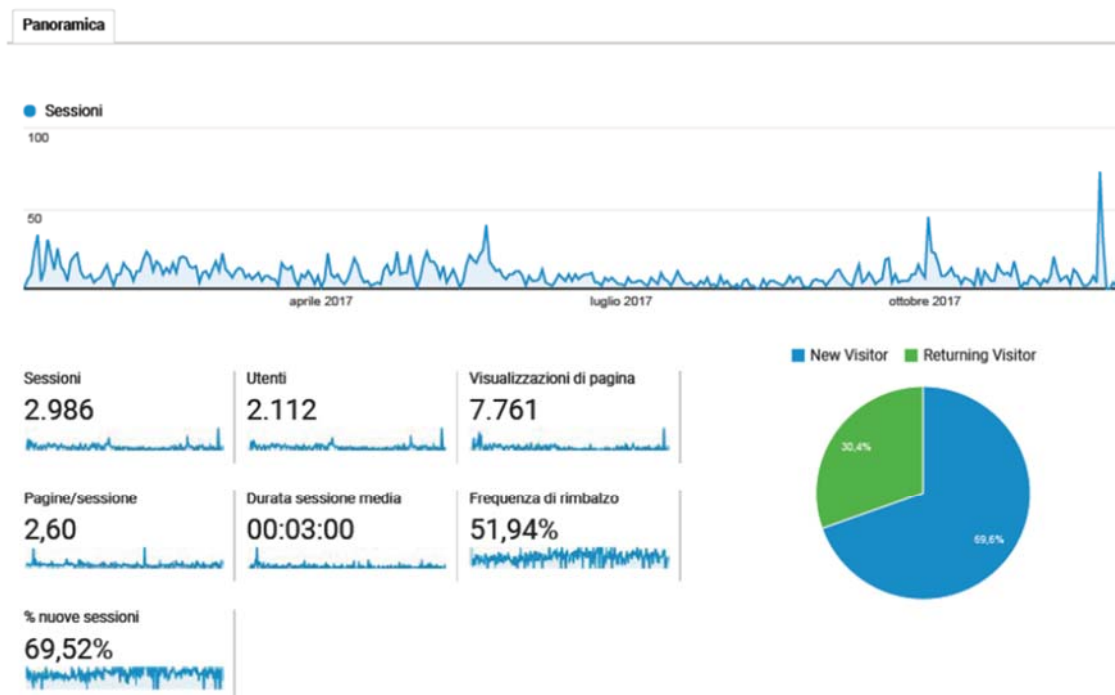 Panoramica
Sessioni
100
50
aprile 2017
luglio 2017
ottobre 2017
New Visitor
Returning Visitor
Sessioni
Utenti
Visualizzazioni di pagina
2.986
2.112
7.761
30,4%
69,6%
Pagine/sessione
Durata sessione media
Frequenza di rimbalzo
2,60
00:03:00
51,94%
% nuove sessioni
69,52%